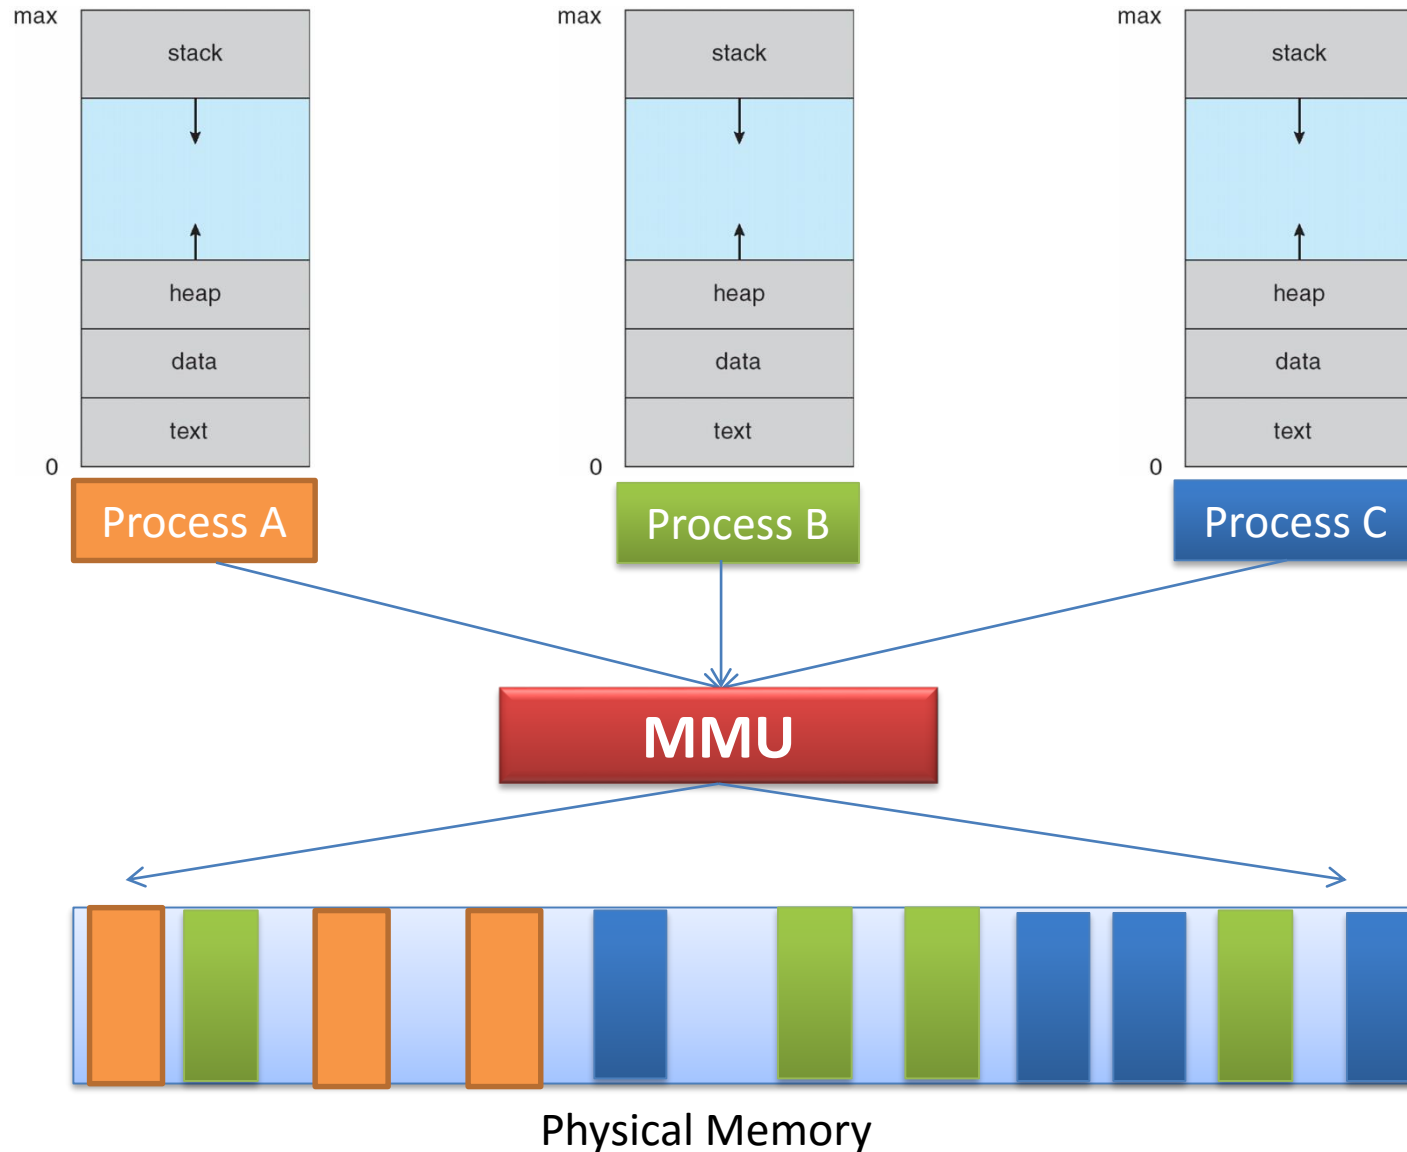 max
stack
heap
data
text
0
Process A
max
stack
heap
data
text
0
Process B
max
stack
heap
data
text
0
Process C
MMU
Physical Memory